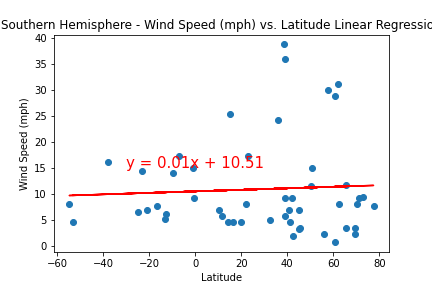 Southern Hemisphere - Wind Speed (mph) vs. Latitude Linear Regressio
40
35
30
25
20
15
10
5
0
Wind Speed (mph)
y = 0.01x + 10.51
−60 −40 −20 0 20 40 60 80
Latitude